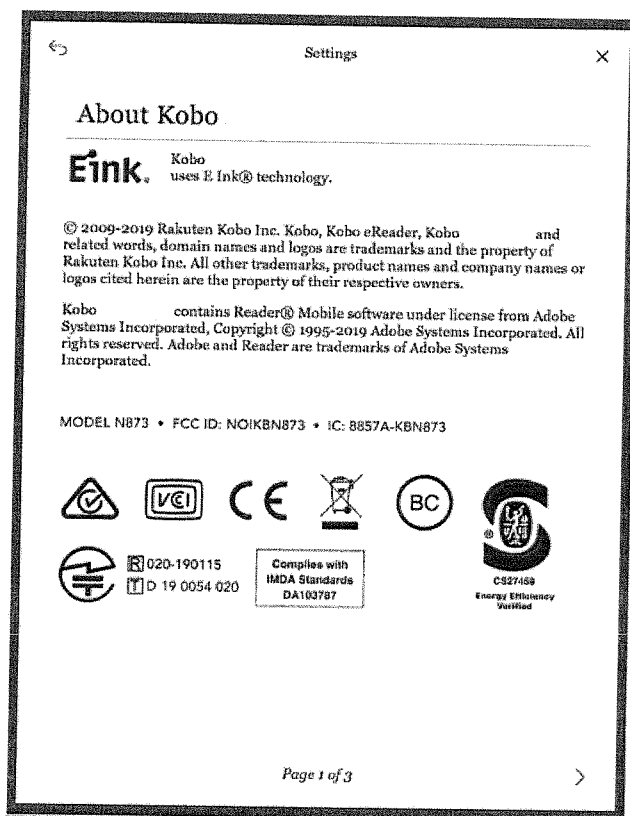 Settings
About Kobo
Eink. Kobo
uses E Ink® technology.
© 2009-2019 Rakuten Kobo Inc. Kobo, Kobo eReader, Kobo and
related words, domain names and logos are trademarks and the property of
Rakuten Kobo Inc. All other trademarks, product names and company names or
logos cited herein are the property of their respective owners.
Kobo contains Reader® Mobile software under license from Adobe
Systems Incorporated, Copyright © 1995-2019 Adobe Systems Incorporated. All
rights reserved. Adobe and Reader are trademarks of Adobe Systems
Incorporated.
MODEL N873 • FCC ID: NOIKBN873 • IC: 8857A-KBN873
VCI CE BC S ®
R 020-190115
T D 19 0054 020
Complies with
IMDA Standards
DA103787
CS27459
Energy Efficiency
Verified
Page 1 of 3